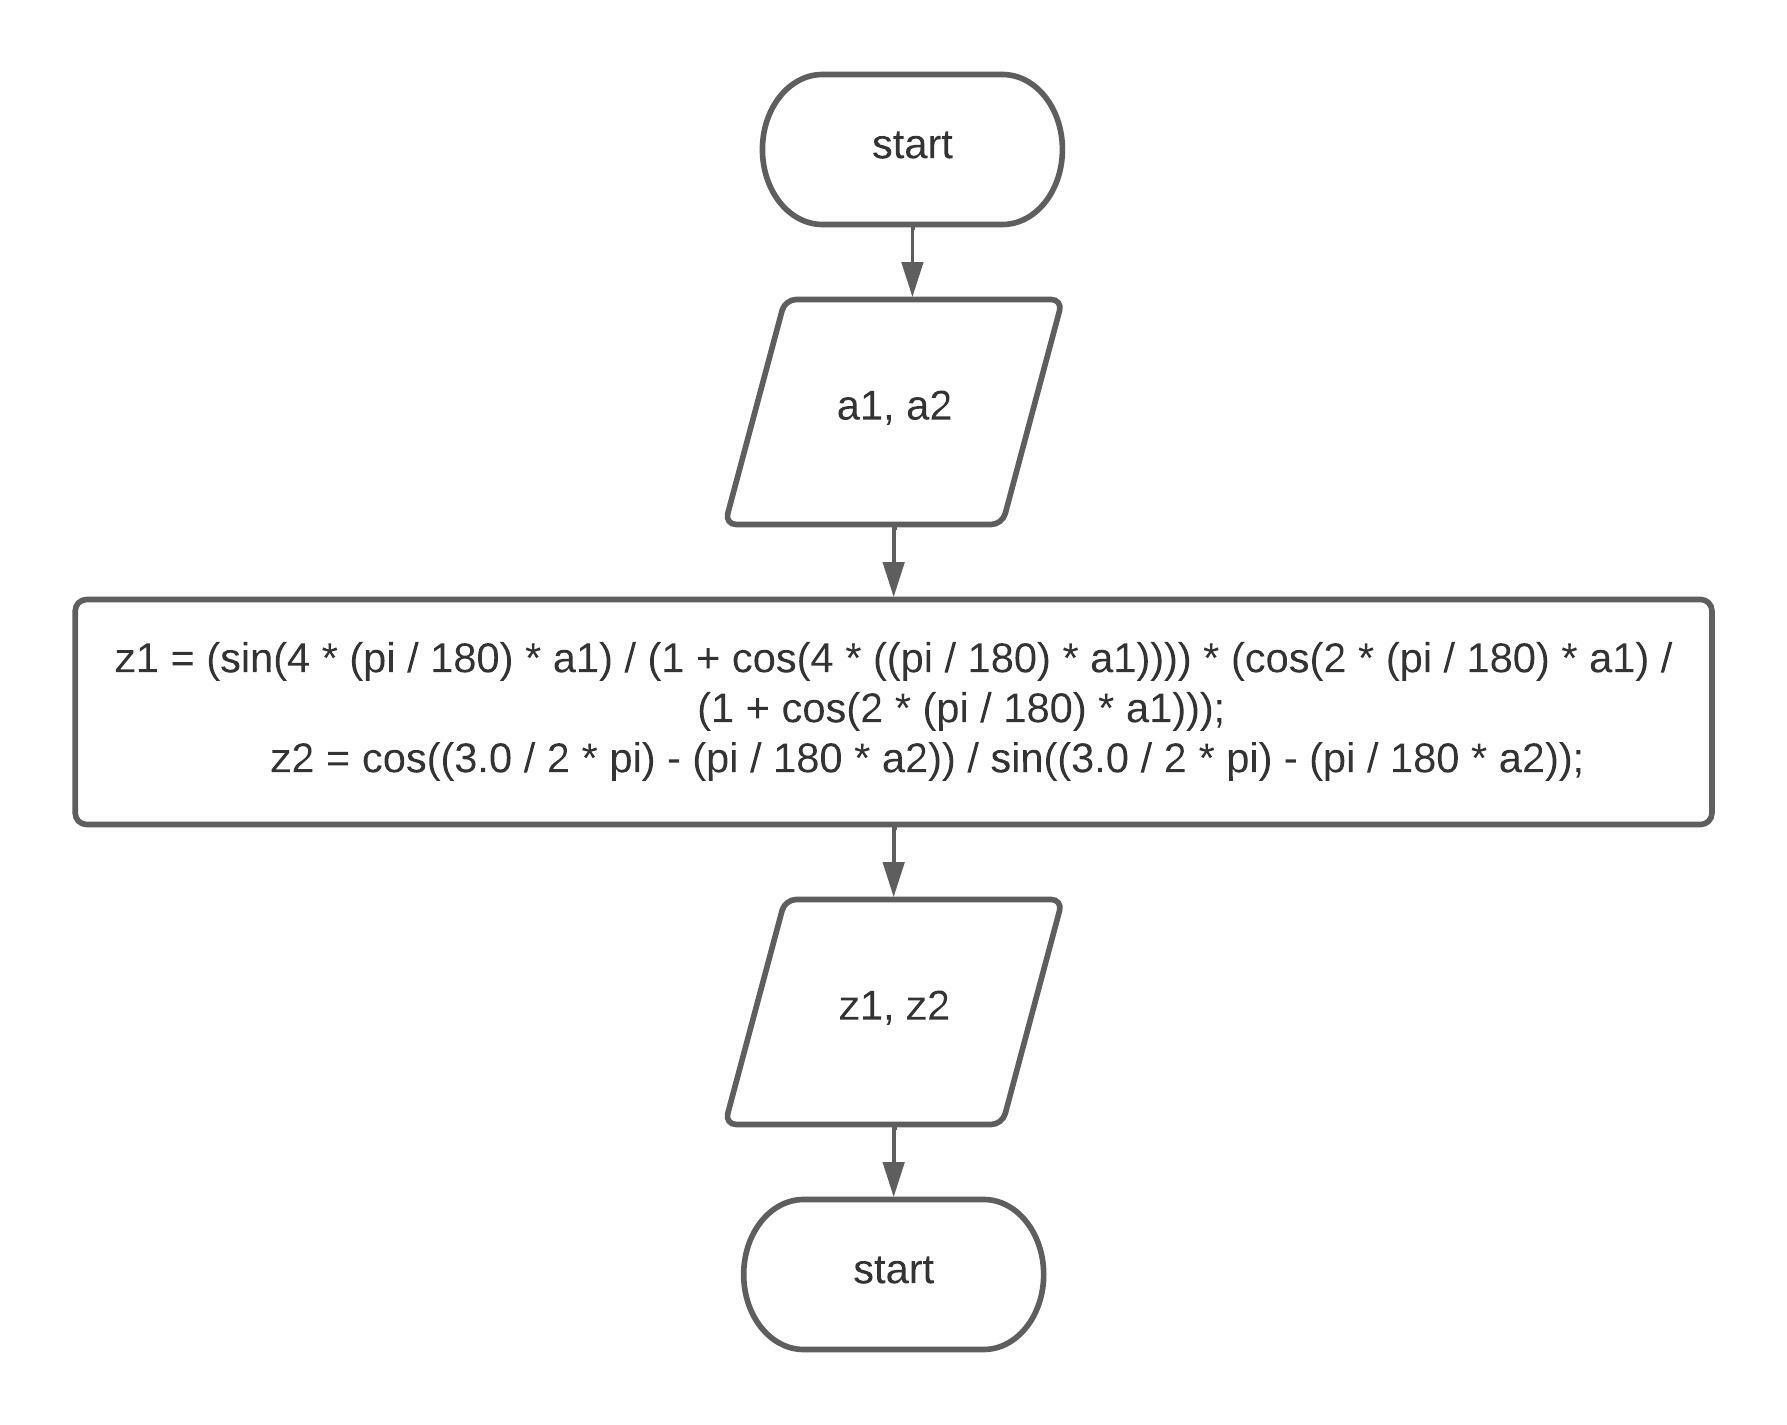 start
a1, a2
z1 = (sin(4 * (pi / 180) * a1) / (1 + cos(4 * ((pi / 180) * a1)))) * (cos(2 * (pi / 180) * a1) /
(1 + cos(2 * (pi / 180) * a1)));
z2 = cos((3.0 / 2 * pi) - (pi / 180 * a2)) / sin((3.0 / 2 * pi) - (pi / 180 * a2));
z1, z2
start